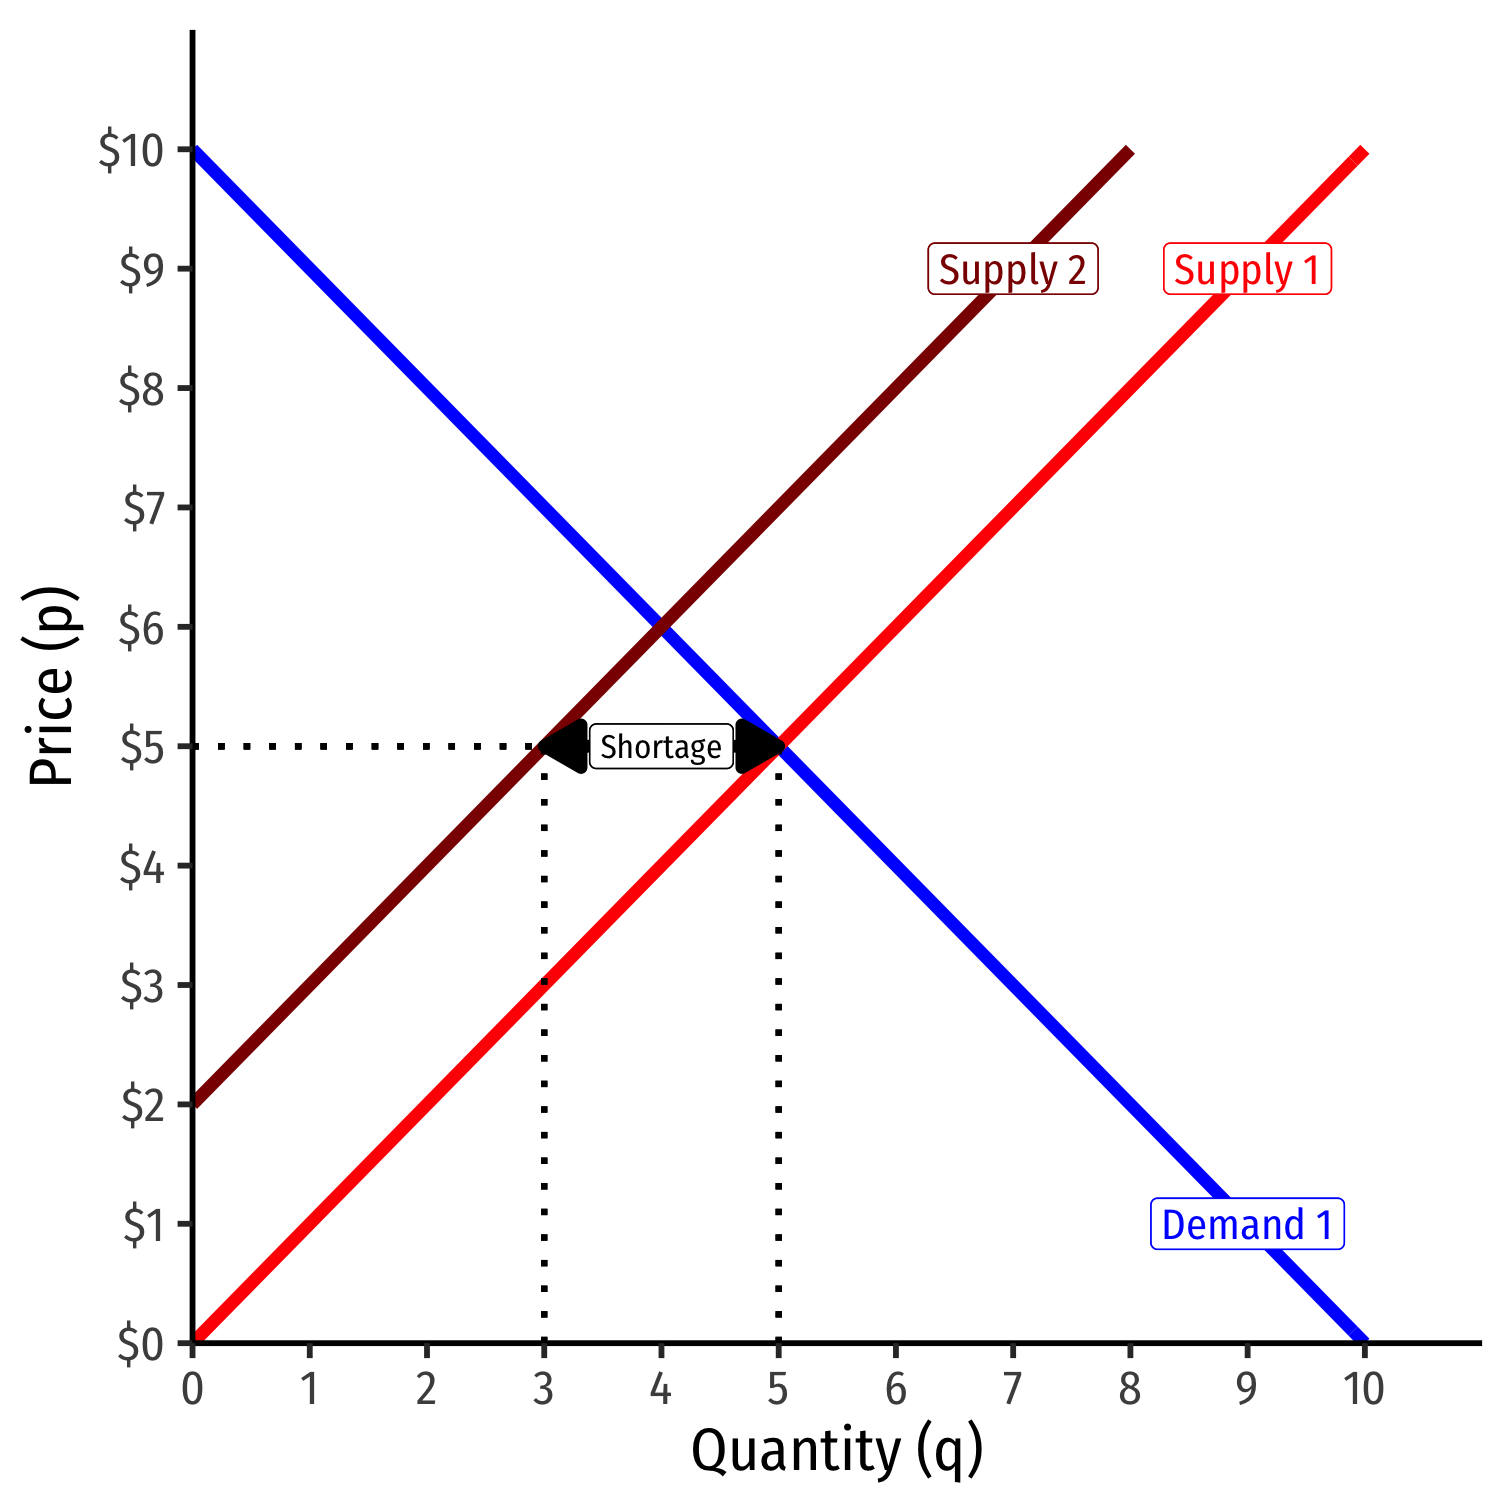 $10
$9
Supply 2
Supply 1
$8
$7
$6
Price (p)
$5
Shortage
$4
$3
$2
$1
Demand 1
$0
0 1 2 3 4 5 6 7 8 9 10
Quantity (q)